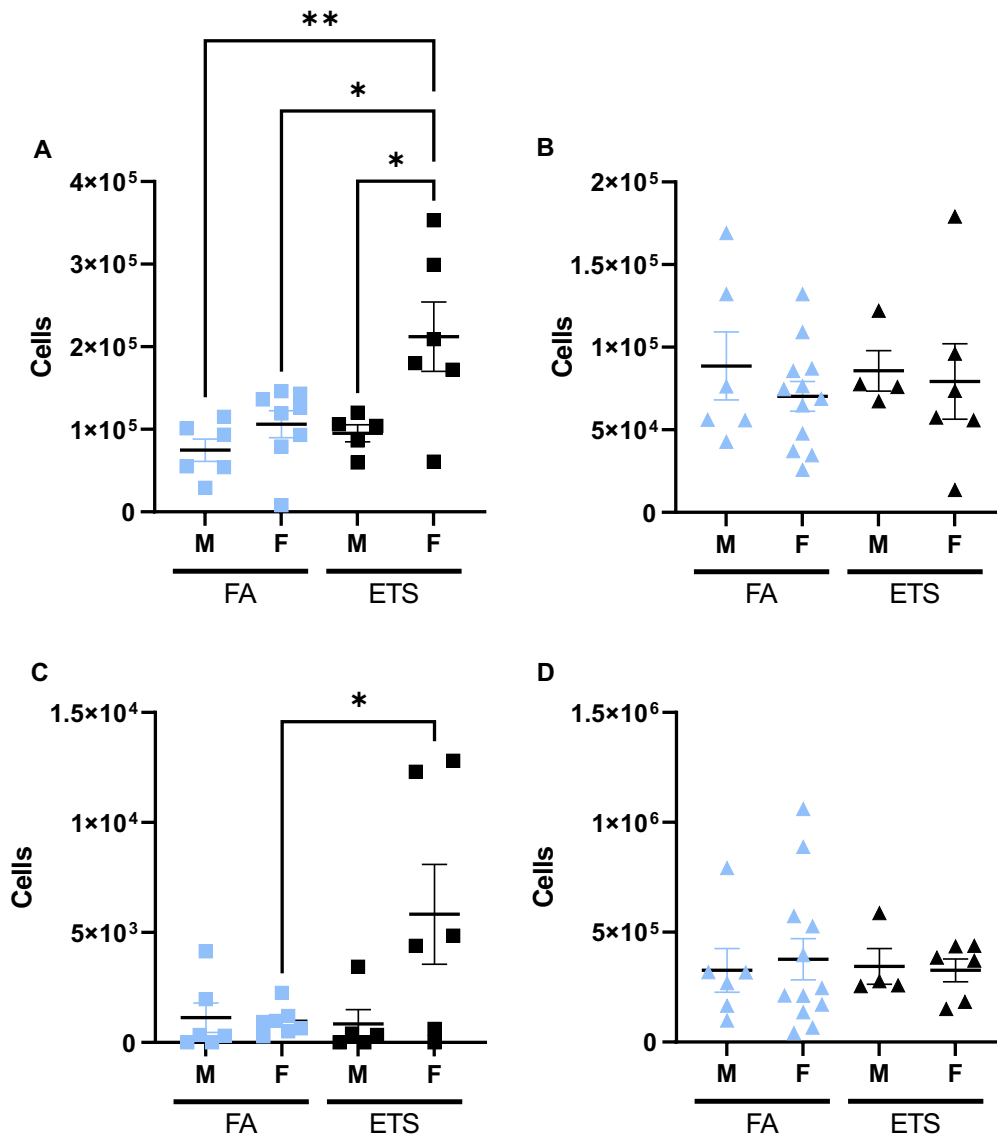 **
*
*
A
B
4×10⁵
3×10⁵
2×10⁵
1×10⁵
0
Cells
M F M F
FA ETS
2×10⁵
1.5×10⁵
1×10⁵
5×10⁴
0
Cells
M F M F
FA ETS
C
D
*
1.5×10⁴
1×10⁴
5×10³
0
Cells
M F M F
FA ETS
1.5×10⁶
1×10⁶
5×10⁵
0
Cells
M F M F
FA ETS